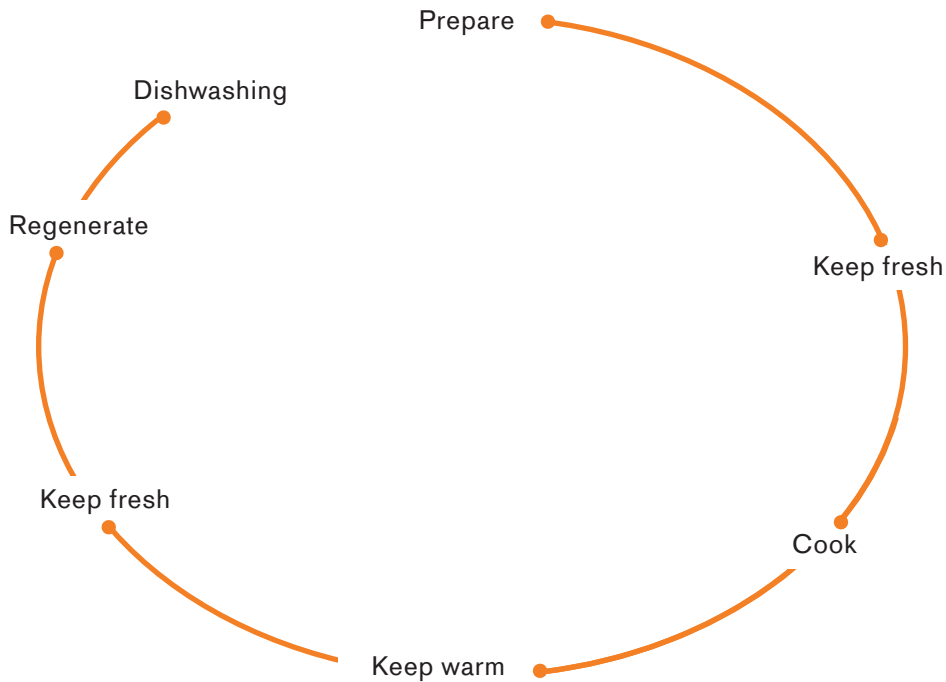 Prepare
Keep fresh
Cook
Keep warm
Keep fresh
Regenerate
Dishwashing